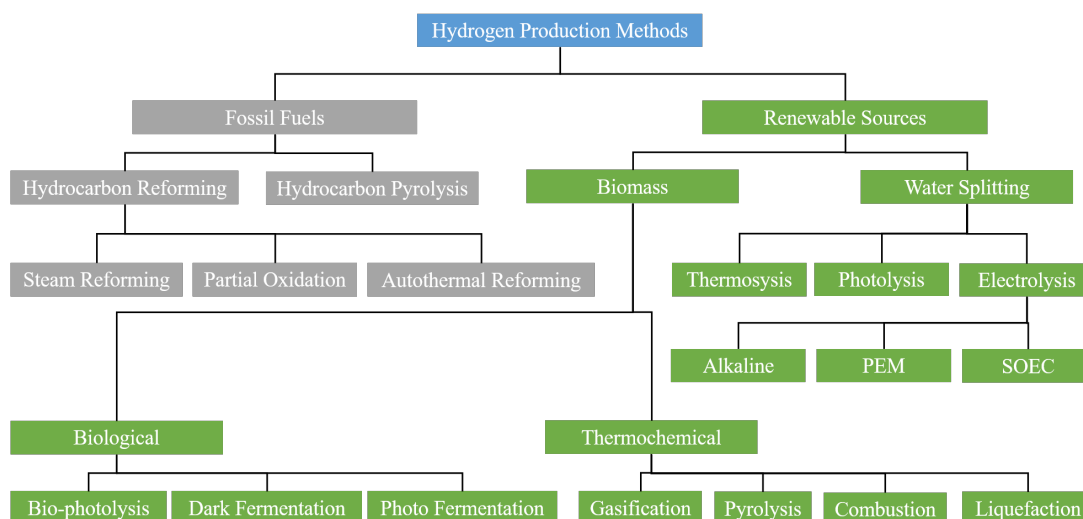 Hydrogen Production Methods
Fossil Fuels
Renewable Sources
Hydrocarbon Reforming
Hydrocarbon Pyrolysis
Biomass
Water Splitting
Steam Reforming
Partial Oxidation
Autothermal Reforming
Thermosysis
Photolysis
Electrolysis
Alkaline
PEM
SOEC
Biological
Thermochemical
Bio-photolysis
Dark Fermentation
Photo Fermentation
Gasification
Pyrolysis
Combustion
Liquefaction